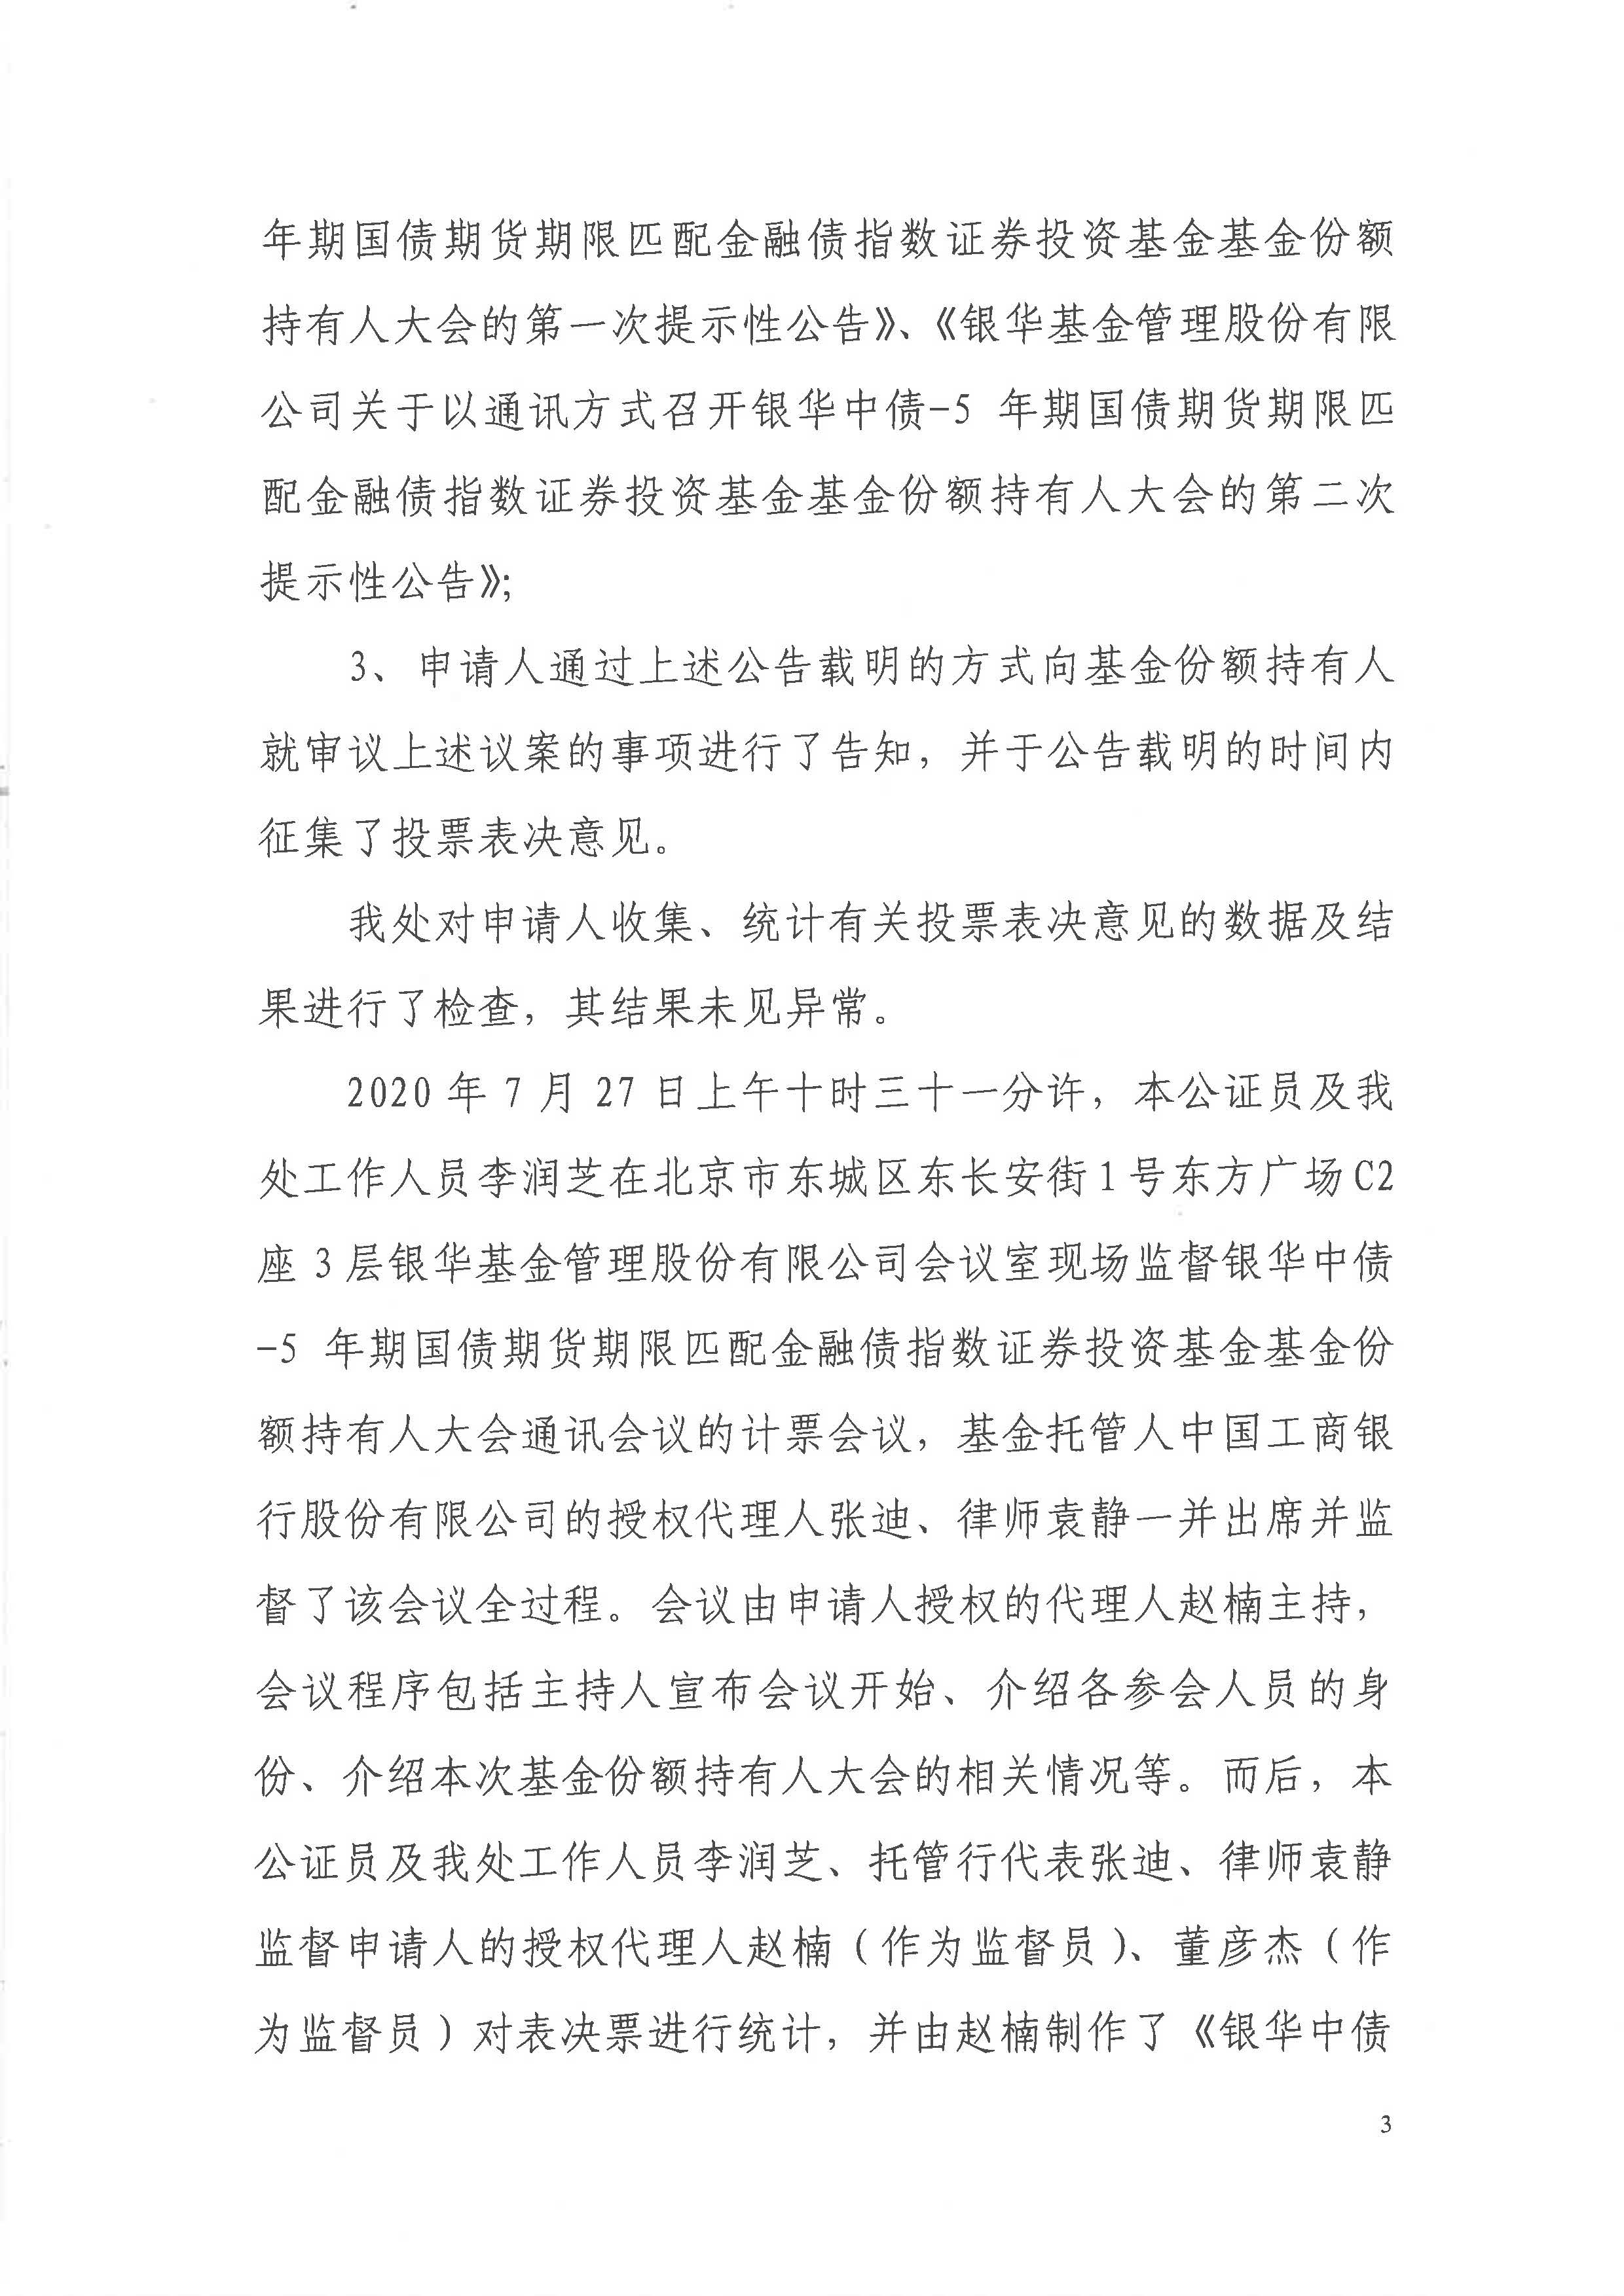 年期国债期货期限匹配金融债指数证券投资基金基金份额
持有人大会的第一次提示性公告》、《银华基金管理股份有限
公司关于以通讯方式召开银华中债-5 年期国债期货期限匹
配金融债指数证券投资基金基金份额持有人大会的第二次
提示性公告》;
3、申请人通过上述公告载明的方式向基金份额持有人
就审议上述议案的事项进行了告知，并于公告载明的时间内
征集了投票表决意见。
我处对申请人收集、统计有关投票表决意见的数据及结
果进行了检查，其结果未见异常。
2020 年 7 月 27 日上午十时三十一分许，本公证员及我
处工作人员李润芝在北京市东城区东长安街 1 号东方广场 C2
座 3 层银华基金管理股份有限公司会议室现场监督银华中债
-5 年期国债期货期限匹配金融债指数证券投资基金基金份
额持有人大会通讯会议的计票会议，基金托管人中国工商银
行股份有限公司的授权代理人张迪、律师袁静一并出席并监
督了该会议全过程。会议由申请人授权的代理人赵楠主持，
会议程序包括主持人宣布会议开始、介绍各参会人员的身
份、介绍本次基金份额持有人大会的相关情况等。而后，本
公证员及我处工作人员李润芝、托管行代表张迪、律师袁静
监督申请人的授权代理人赵楠（作为监督员）、董彦杰（作
为监督员）对表决票进行统计，并由赵楠制作了《银华中债
3